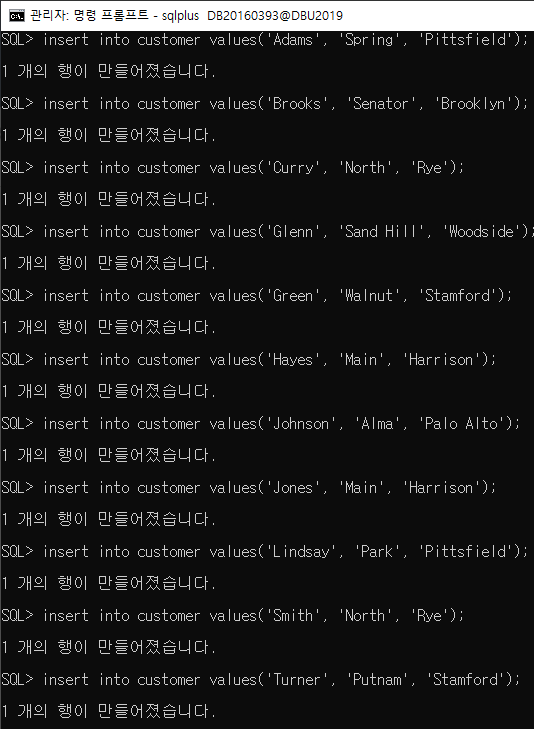 관리자: 명령 프롬프트 - sqlplus DB20160393@DBU2019
SQL> insert into customer values('Adams', 'Spring', 'Pittsfield');
1 개의 행이 만들어졌습니다.
SQL> insert into customer values('Brooks', 'Senator', 'Brooklyn');
1 개의 행이 만들어졌습니다.
SQL> insert into customer values('Curry', 'North', 'Rye');
1 개의 행이 만들어졌습니다.
SQL> insert into customer values('Glenn', 'Sand Hill', 'Woodside');
1 개의 행이 만들어졌습니다.
SQL> insert into customer values('Green', 'Walnut', 'Stamford');
1 개의 행이 만들어졌습니다.
SQL> insert into customer values('Hayes', 'Main', 'Harrison');
1 개의 행이 만들어졌습니다.
SQL> insert into customer values('Johnson', 'Alma', 'Palo Alto');
1 개의 행이 만들어졌습니다.
SQL> insert into customer values('Jones', 'Main', 'Harrison');
1 개의 행이 만들어졌습니다.
SQL> insert into customer values('Lindsay', 'Park', 'Pittsfield');
1 개의 행이 만들어졌습니다.
SQL> insert into customer values('Smith', 'North', 'Rye');
1 개의 행이 만들어졌습니다.
SQL> insert into customer values('Turner', 'Putnam', 'Stamford');
1 개의 행이 만들어졌습니다.